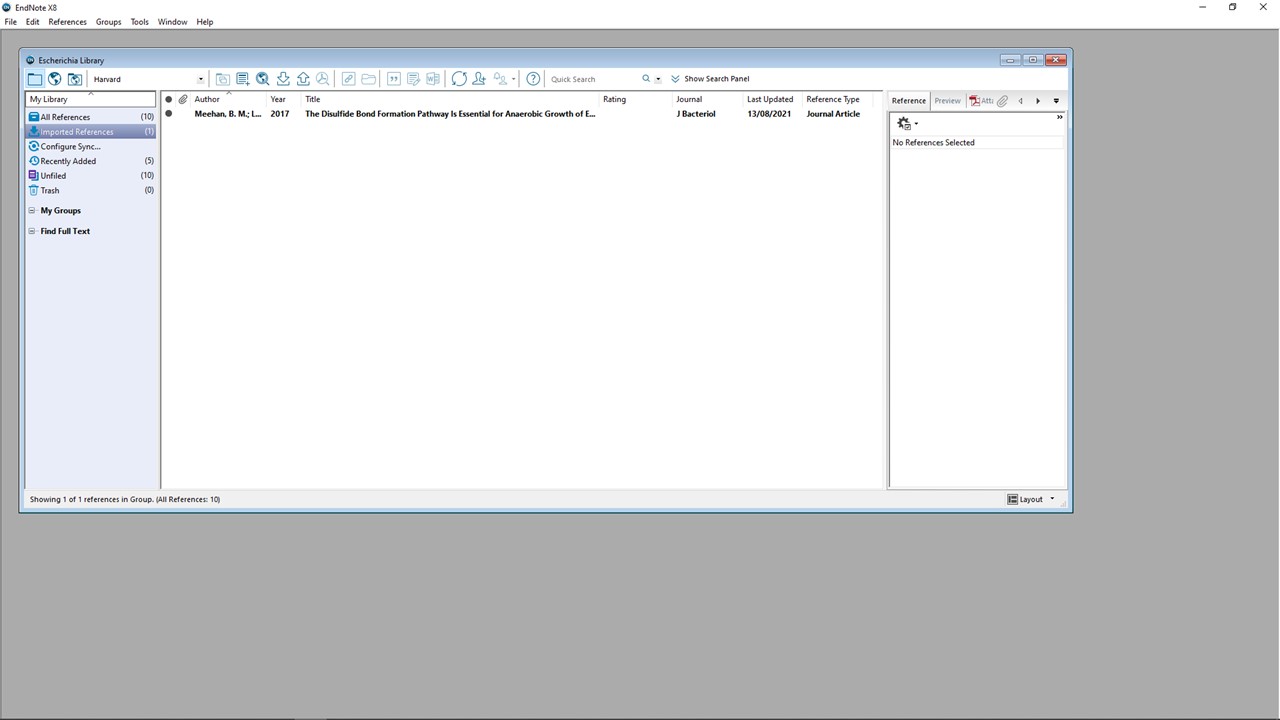 EndNote X8
File Edit References Groups Tools Window Help
Escherichia Library
Harvard Quick Search Show Search Panel
My Library Author Year Title Rating Journal Last Updated Reference Type Reference Preview Atta
All References (10) Meehan, B. M.; L... 2017 The Disulfide Bond Formation Pathway Is Essential for Anaerobic Growth of E... J Bacteriol 13/08/2021 Journal Article
Imported References (1)
Configure Sync...
No References Selected
Recently Added (5)
Unfiled (10)
Trash (0)
My Groups
Find Full Text
Showing 1 of 1 references in Group. (All References: 10) Layout